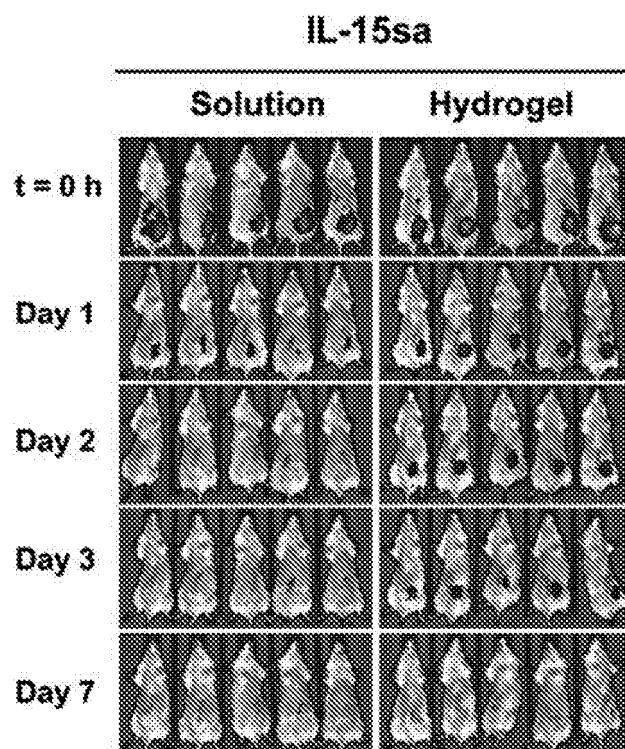 IL-15sa
Solution Hydrogel
t = 0 h
Day 1
Day 2
Day 3
Day 7